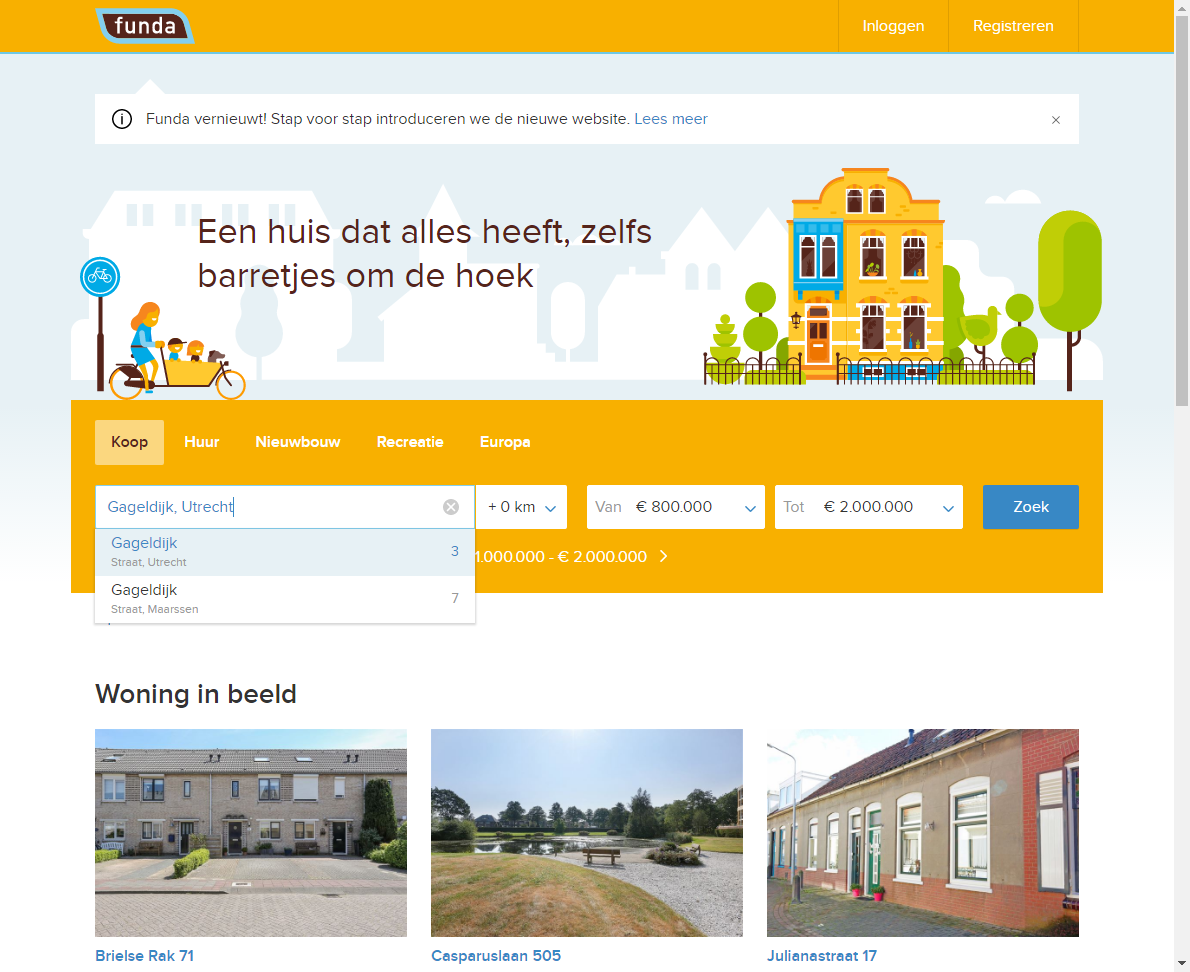 funda
Inloggen
Registreren
Funda vernieuwt! Stap voor stap introduceren we de nieuwe website. Lees meer
Een huis dat alles heeft, zelfs
barretjes om de hoek
Koop Huur Nieuwbouw Recreatie Europa
Gageldijk, Utrecht
+ 0 km
Van € 800.000
Tot € 2.000.000
Zoek
Gageldijk 3
Straat, Utrecht
1.000.000 - € 2.000.000
Gageldijk 7
Straat, Maarssen
Woning in beeld
Brielse Rak 71
Casparuslaan 505
Julianastraat 17